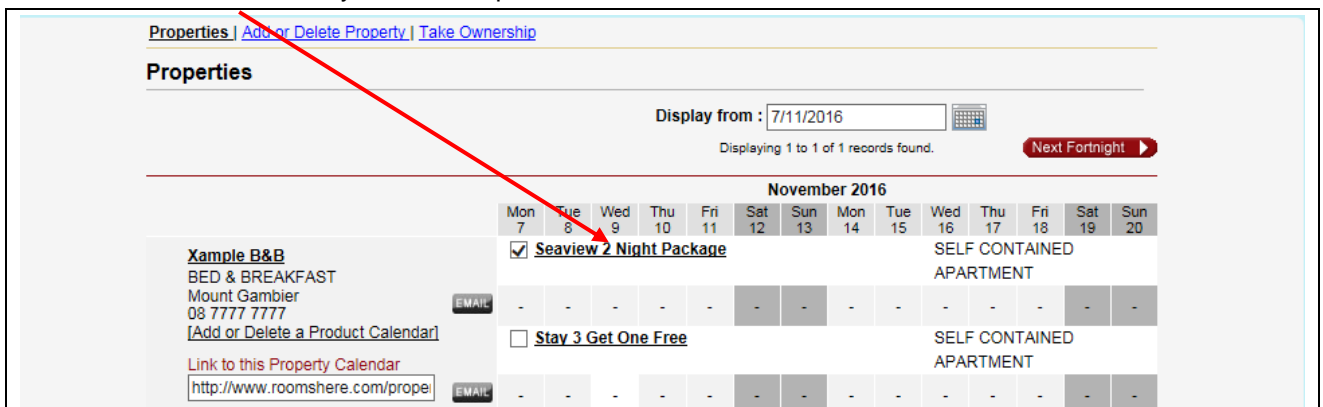 Properties | Add or Delete Property | Take Ownership
Properties
Display from : 7/11/2016
Displaying 1 to 1 of 1 records found.
Next Fortnight
November 2016
Mon Tue Wed Thu Fri Sat Sun Mon Tue Wed Thu Fri Sat Sun
7 8 9 10 11 12 13 14 15 16 17 18 19 20
Xample B&B
BED & BREAKFAST
Mount Gambier
08 7777 7777
[Add or Delete a Product Calendar]
Link to this Property Calendar
http://www.roomshere.com/proper
Seaview 2 Night Package SELF CONTAINED
APARTMENT
EMAIL - - - - - - - - - - - - - -
Stay 3 Get One Free SELF CONTAINED
APARTMENT
EMAIL - - - - - - - - - - - - - -